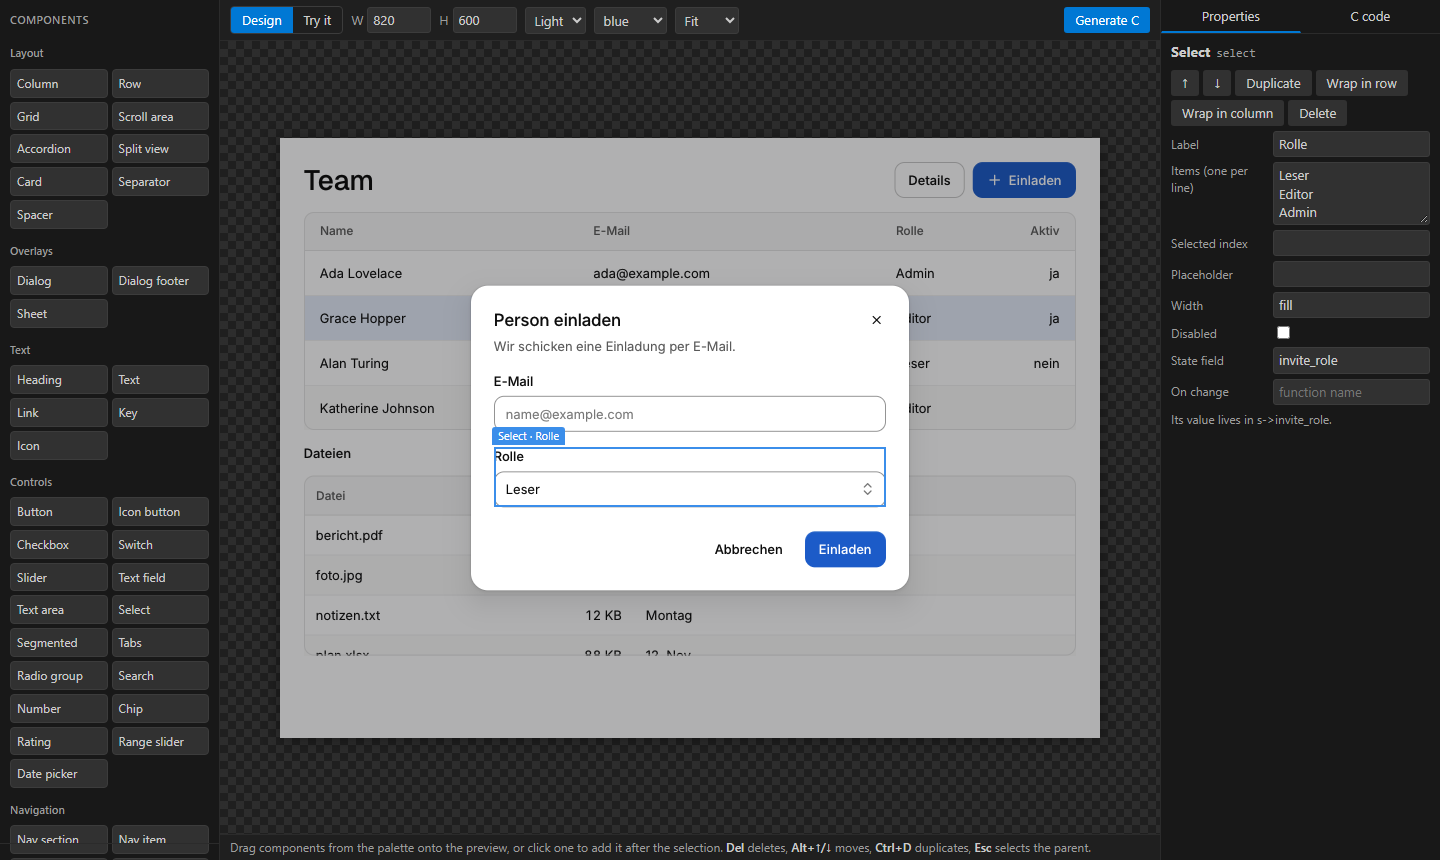 COMPONENTS
Layout
Column
Row
Grid
Scroll area
Accordion
Split view
Card
Separator
Spacer
Overlays
Dialog
Dialog footer
Sheet
Text
Heading
Text
Link
Key
Icon
Controls
Button
Icon button
Checkbox
Switch
Slider
Text field
Text area
Select
Segmented
Tabs
Radio group
Search
Number
Chip
Rating
Range slider
Date picker
Navigation
Nav section
Nav item
Design
Try it
W 820
H 600
Light
blue
Fit
Generate C
Team
Details
+ Einladen
Name E-Mail Rolle Aktiv
Ada Lovelace ada@example.com Admin ja
Grace Hopper ditor ja
Alan Turing eser nein
Katherine Johnson ditor
Dateien
Datei
bericht.pdf
foto.jpg
notizen.txt 12 KB Montag
plan.xlsx 88 KB 12. Nov
Person einladen
Wir schicken eine Einladung per E-Mail.
E-Mail
name@example.com
Select · Rolle
Rolle
Leser
Abbrechen
Einladen
Drag components from the palette onto the preview, or click one to add it after the selection. Del deletes, Alt+↑/↓ moves, Ctrl+D duplicates, Esc selects the parent.
Properties
C code
Select select
↑ ↓ Duplicate Wrap in row
Wrap in column Delete
Label Rolle
Items (one per line)
Leser
Editor
Admin
Selected index
Placeholder
Width fill
Disabled
State field invite_role
On change function name
Its value lives in s->invite_role.